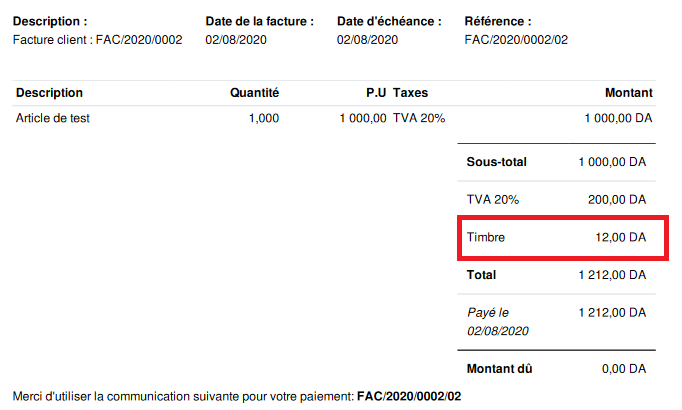 Description : Date de la facture : Date d'échéance : Référence :
Facture client : FAC/2020/0002 02/08/2020 02/08/2020 FAC/2020/0002/02
Description Quantité P.U Taxes Montant
Article de test 1,000 1 000,00 TVA 20% 1 000,00 DA
Sous-total 1 000,00 DA
TVA 20% 200,00 DA
Timbre 12,00 DA
Total 1 212,00 DA
Payé le 1 212,00 DA
02/08/2020
Montant dû 0,00 DA
Merci d'utiliser la communication suivante pour votre paiement: FAC/2020/0002/02